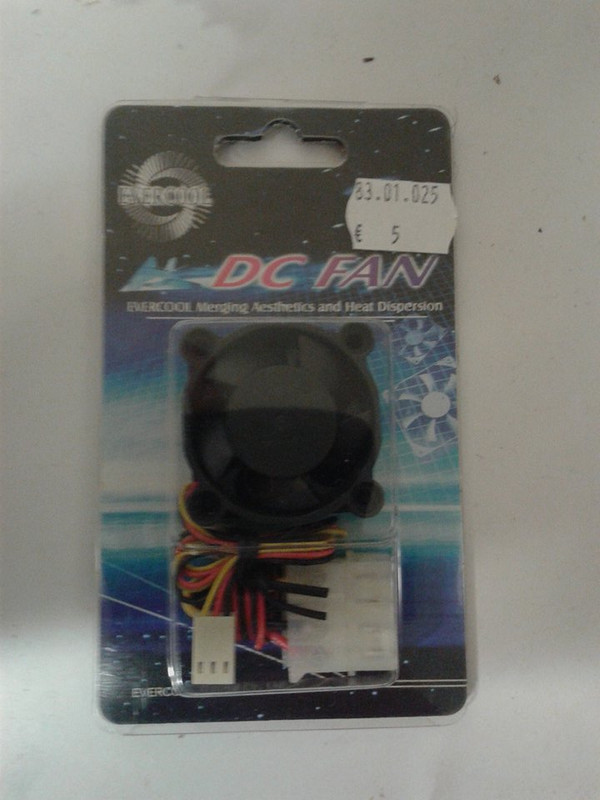 EVERCOOL
83.01.025
€ 5
DC FAN
EVERCOOL Merging Aesthetics and Heat Dispersion